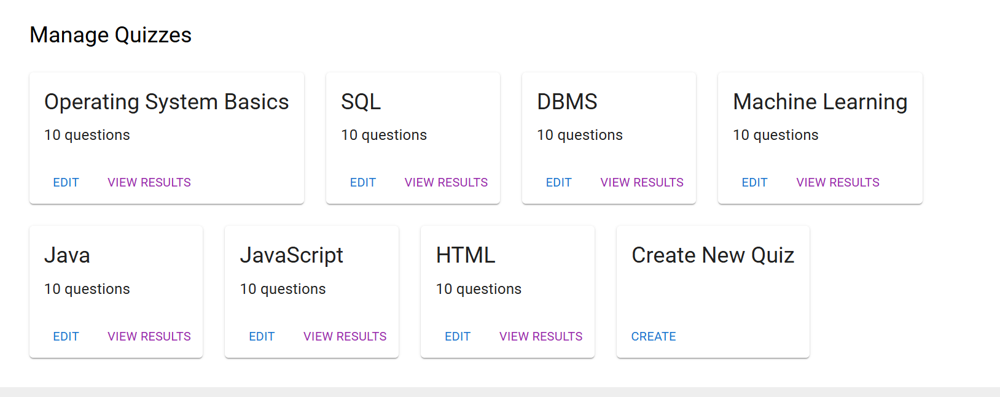 Manage Quizzes
Operating System Basics
10 questions
EDIT VIEW RESULTS
SQL
10 questions
EDIT VIEW RESULTS
DBMS
10 questions
EDIT VIEW RESULTS
Machine Learning
10 questions
EDIT VIEW RESULTS
Java
10 questions
EDIT VIEW RESULTS
JavaScript
10 questions
EDIT VIEW RESULTS
HTML
10 questions
EDIT VIEW RESULTS
Create New Quiz
CREATE